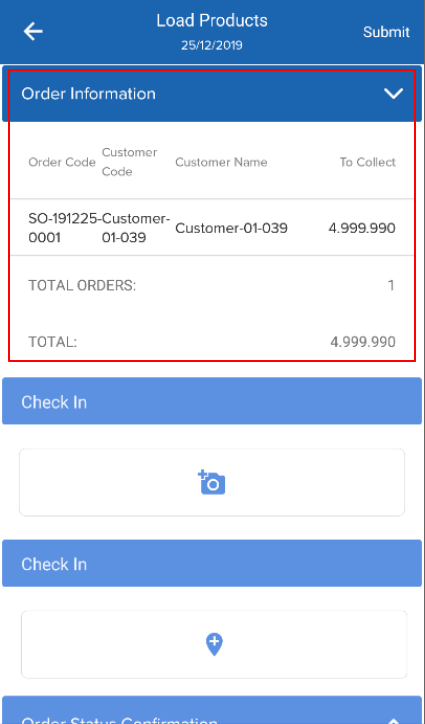 Load Products
25/12/2019
Submit
Order Information
Order Code Customer Code Customer Name To Collect
SO-191225-0001 Customer-01-039 Customer-01-039 4.999.990
TOTAL ORDERS: 1
TOTAL: 4.999.990
Check In
Check In
Order Status Confirmation